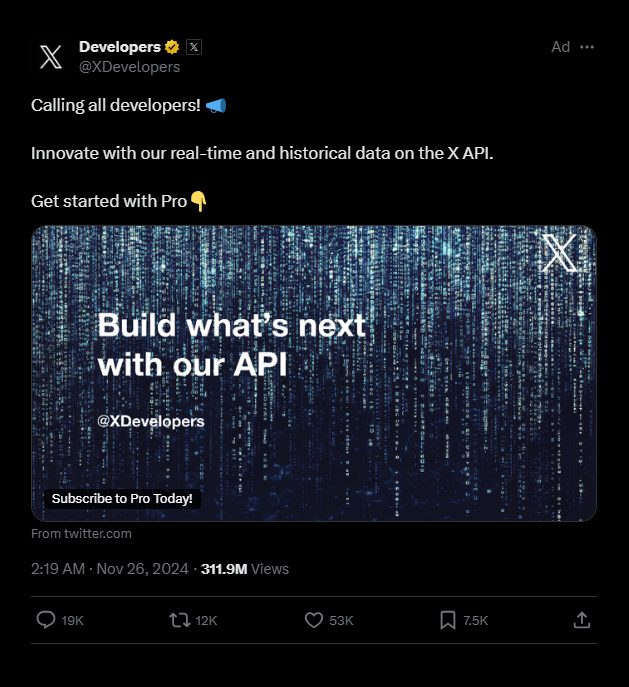 Developers
Ad
@XDevelopers
Calling all developers! 📣
Innovate with our real-time and historical data on the X API.
Get started with Pro👇
Build what's next
with our API
@XDevelopers
Subscribe to Pro Today!
From twitter.com
2:19 AM · Nov 26, 2024 · 311.9M Views
19K 12K 53K 7.5K